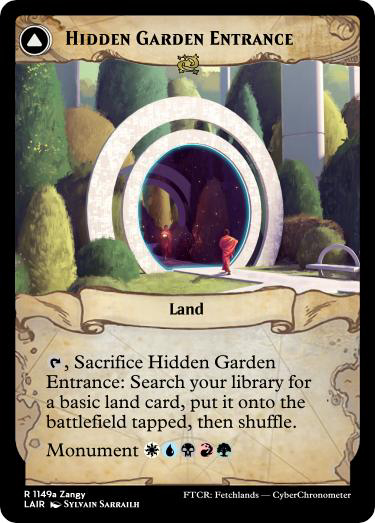 HIDDEN GARDEN ENTRANCE
Land
, Sacrifice Hidden Garden
Entrance: Search your library for
a basic land card, put it onto the
battlefield tapped, then shuffle.
Monument
R 1149a Zangy
LAIR SYLVAIN SARRAILH
FTCR: FETCHLANDS — CYBERCHRONOMETER